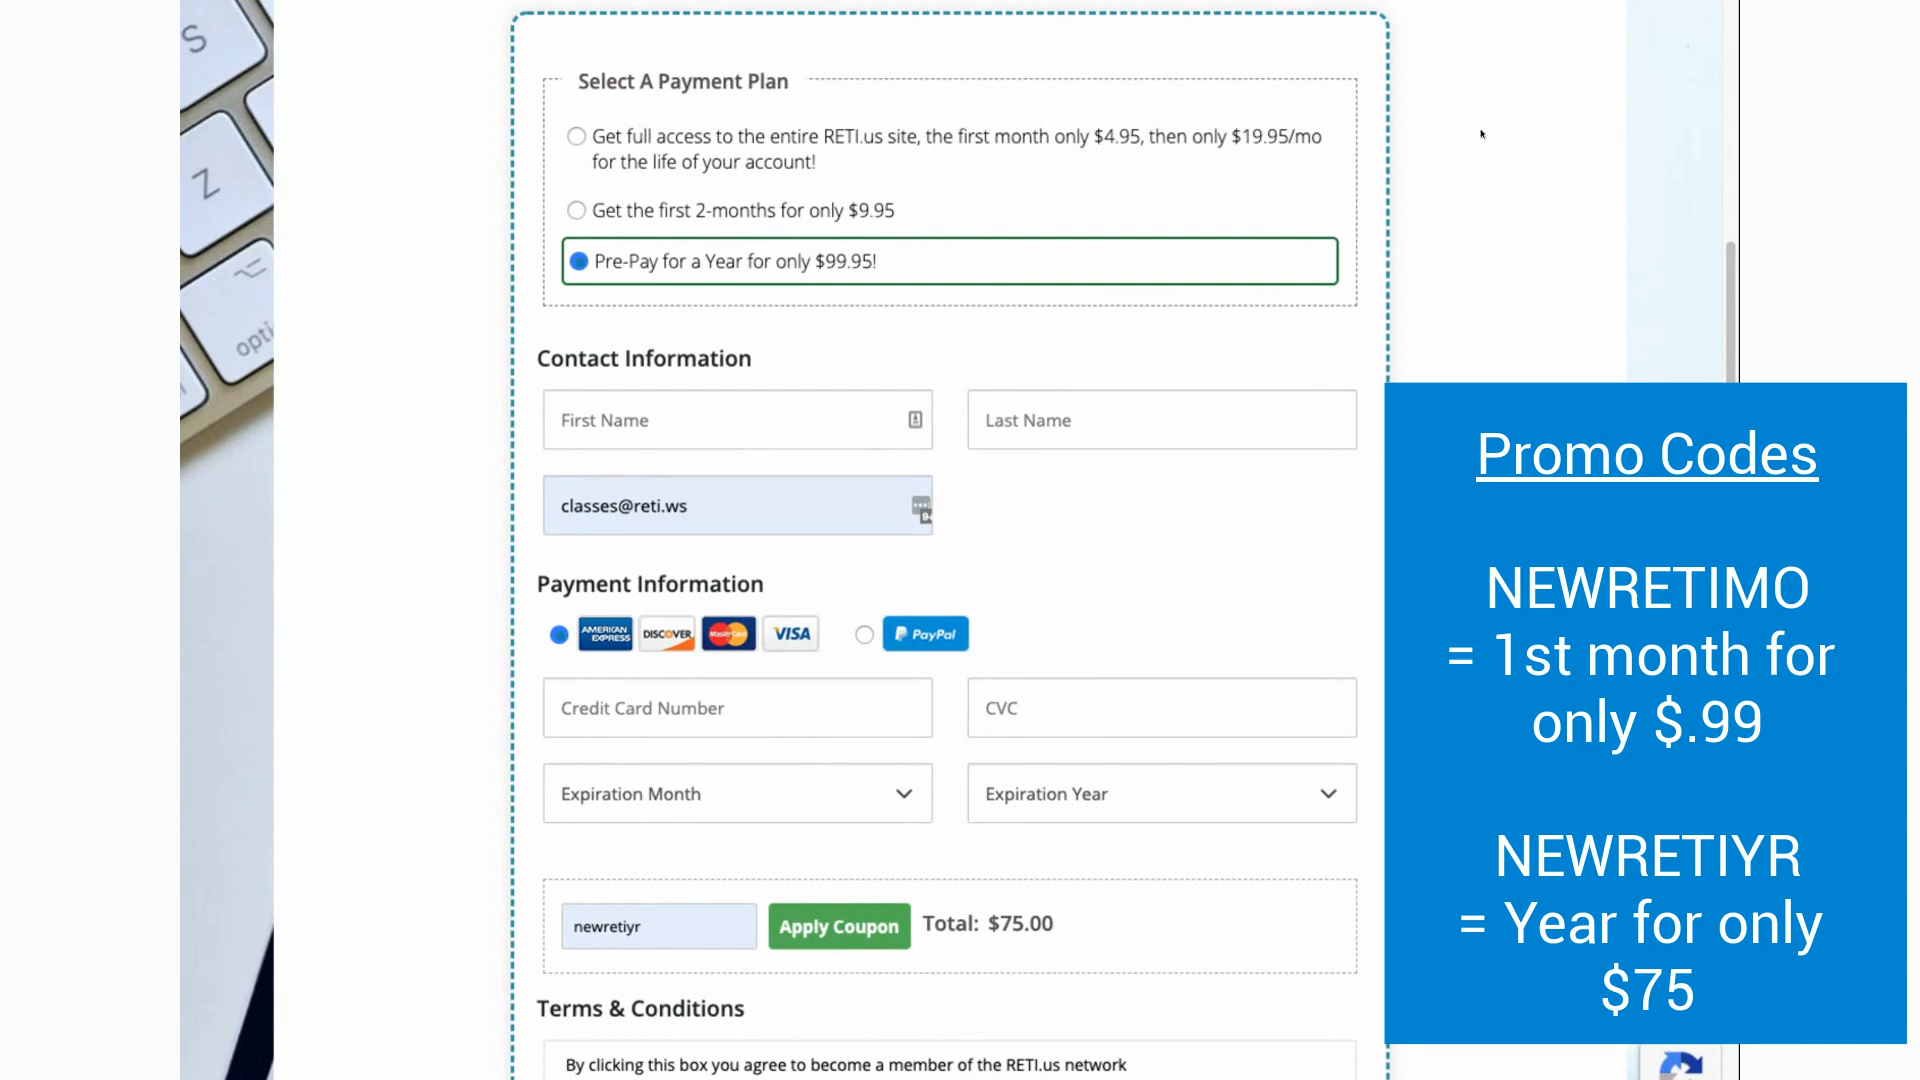 S
Z
opti
Select A Payment Plan
Get full access to the entire RETI.us site, the first month only $4.95, then only $19.95/mo
for the life of your account!
Get the first 2-months for only $9.95
Pre-Pay for a Year for only $99.95!
Contact Information
First Name
Last Name
classes@reti.ws
Payment Information
AMERICAN EXPRESS
DISCOVER
MasterCard
VISA
PayPal
Credit Card Number
CVC
Expiration Month
Expiration Year
newretiyr
Apply Coupon
Total: $75.00
Terms & Conditions
By clicking this box you agree to become a member of the RETI.us network
Promo Codes
NEWRETIMO
= 1st month for
only $.99
NEWRETIYR
= Year for only
$75